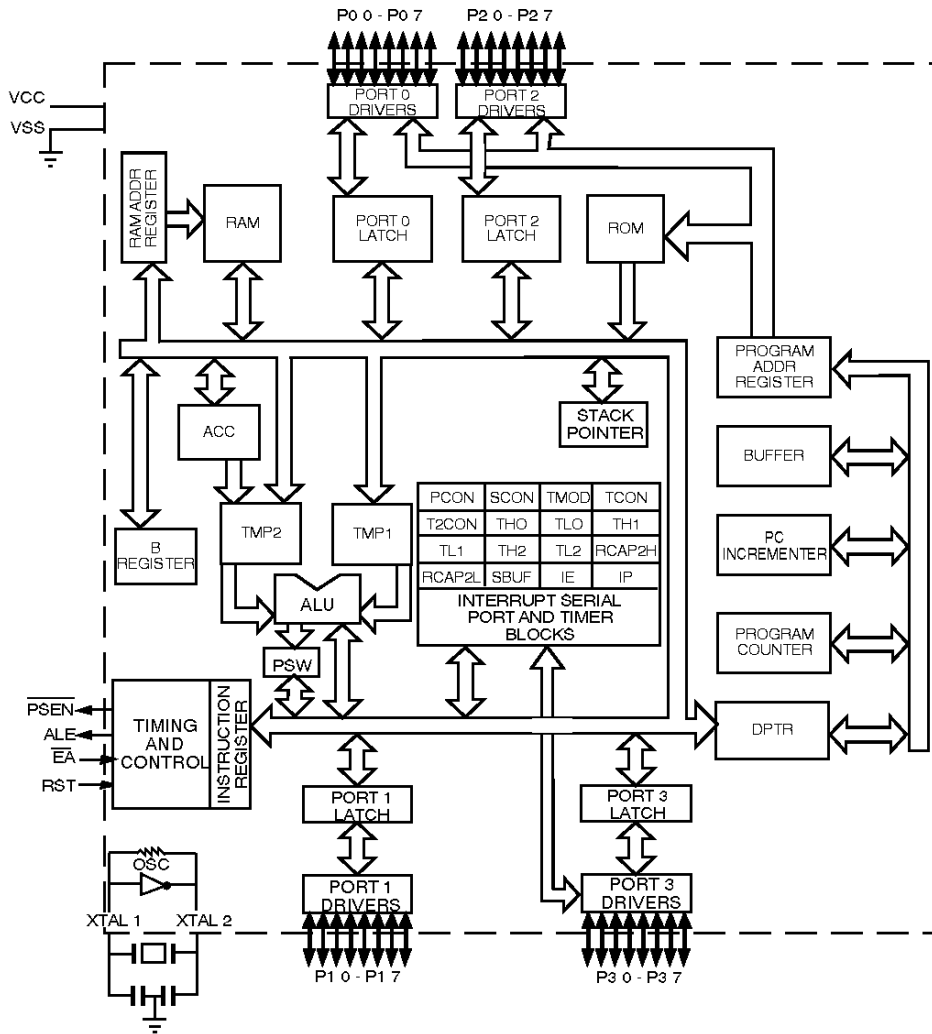 P0 0 - P0 7
P2 0 - P2 7
VCC
VSS
PORT 0
DRIVERS
PORT 2
DRIVERS
RAM ADDR
REGISTER
RAM
PORT 0
LATCH
PORT 2
LATCH
ROM
PROGRAM
ADDR
REGISTER
ACC
STACK
POINTER
BUFFER
B
REGISTER
TMP2
TMP1
PCON SCON TMOD TCON
T2CON THO TLO TH1
TL1 TH2 TL2 RCAP2H
RCAP2L SBUF IE IP
INTERRUPT SERIAL
PORT AND TIMER
BLOCKS
PC
INCREMENTER
ALU
PSW
PROGRAM
COUNTER
PSEN
ALE
EA
RST
TIMING
AND
CONTROL
INSTRUCTION
REGISTER
DPTR
PORT 1
LATCH
PORT 3
LATCH
OSC
XTAL 1
XTAL 2
PORT 1
DRIVERS
PORT 3
DRIVERS
P1 0 - P1 7
P3 0 - P3 7